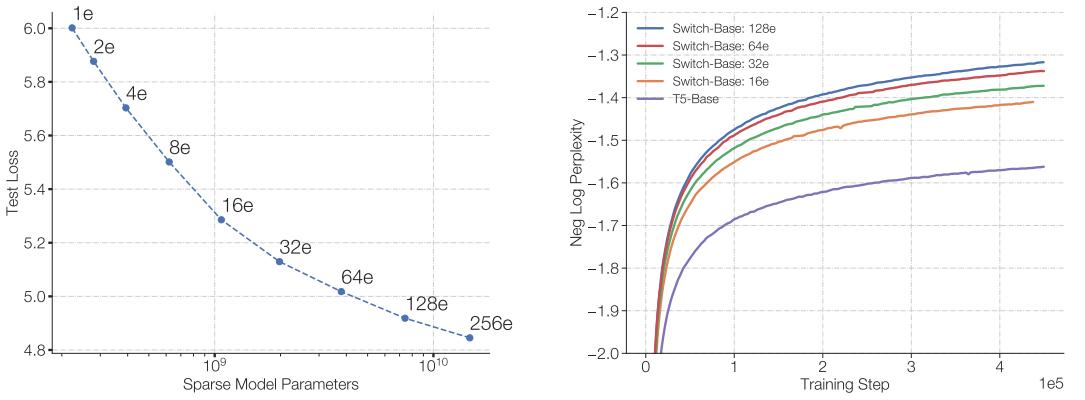 6.0
5.8
5.6
5.4
5.2
5.0
4.8
Test Loss
1e
2e
4e
8e
16e
32e
64e
128e
256e
10⁹
10¹⁰
Sparse Model Parameters
−1.2
−1.3
−1.4
−1.5
−1.6
−1.7
−1.8
−1.9
−2.0
Neg Log Perplexity
Switch-Base: 128e
Switch-Base: 64e
Switch-Base: 32e
Switch-Base: 16e
T5-Base
0
1
2
3
4
1e5
Training Step